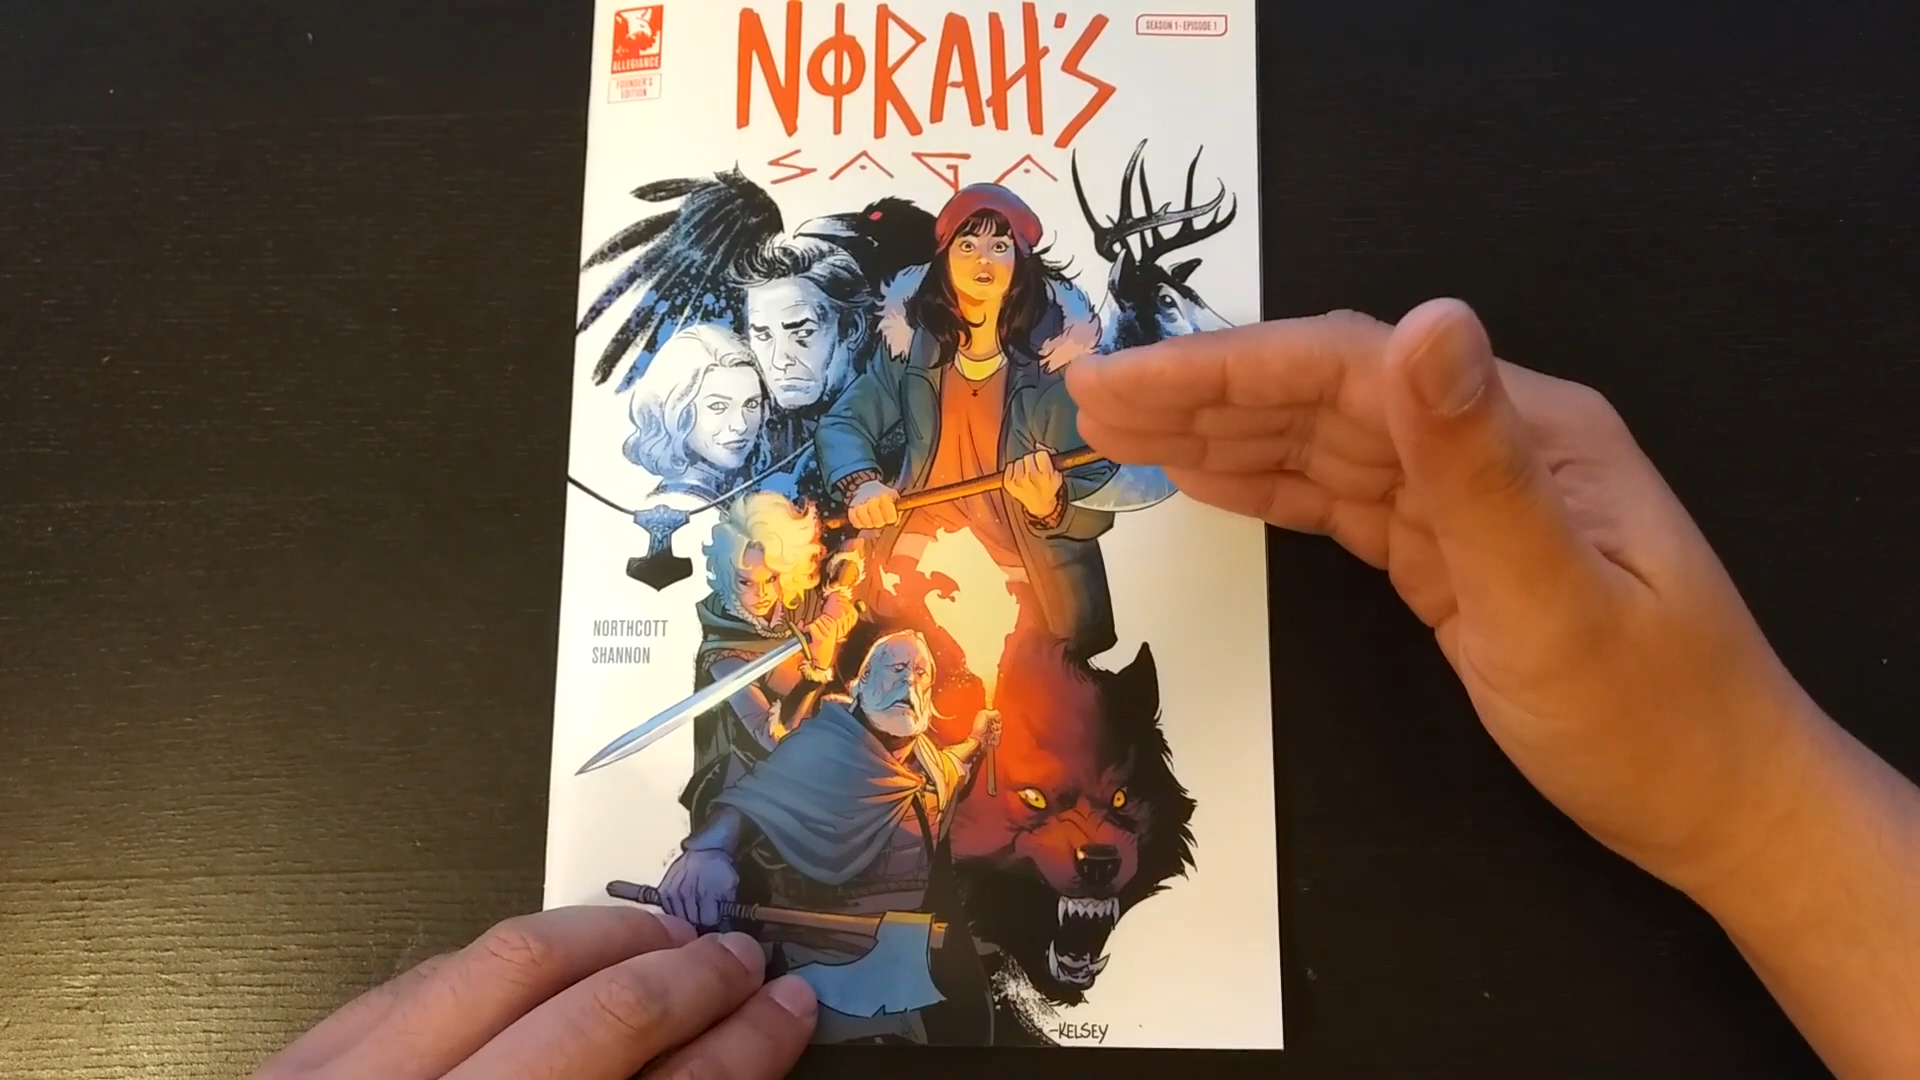 ALLEGIANCE
FOUNDER'S
EDITION
NORAH'S
SAGA
SEASON 1 - EPISODE 1
NORTHCOTT
SHANNON
-KELSEY